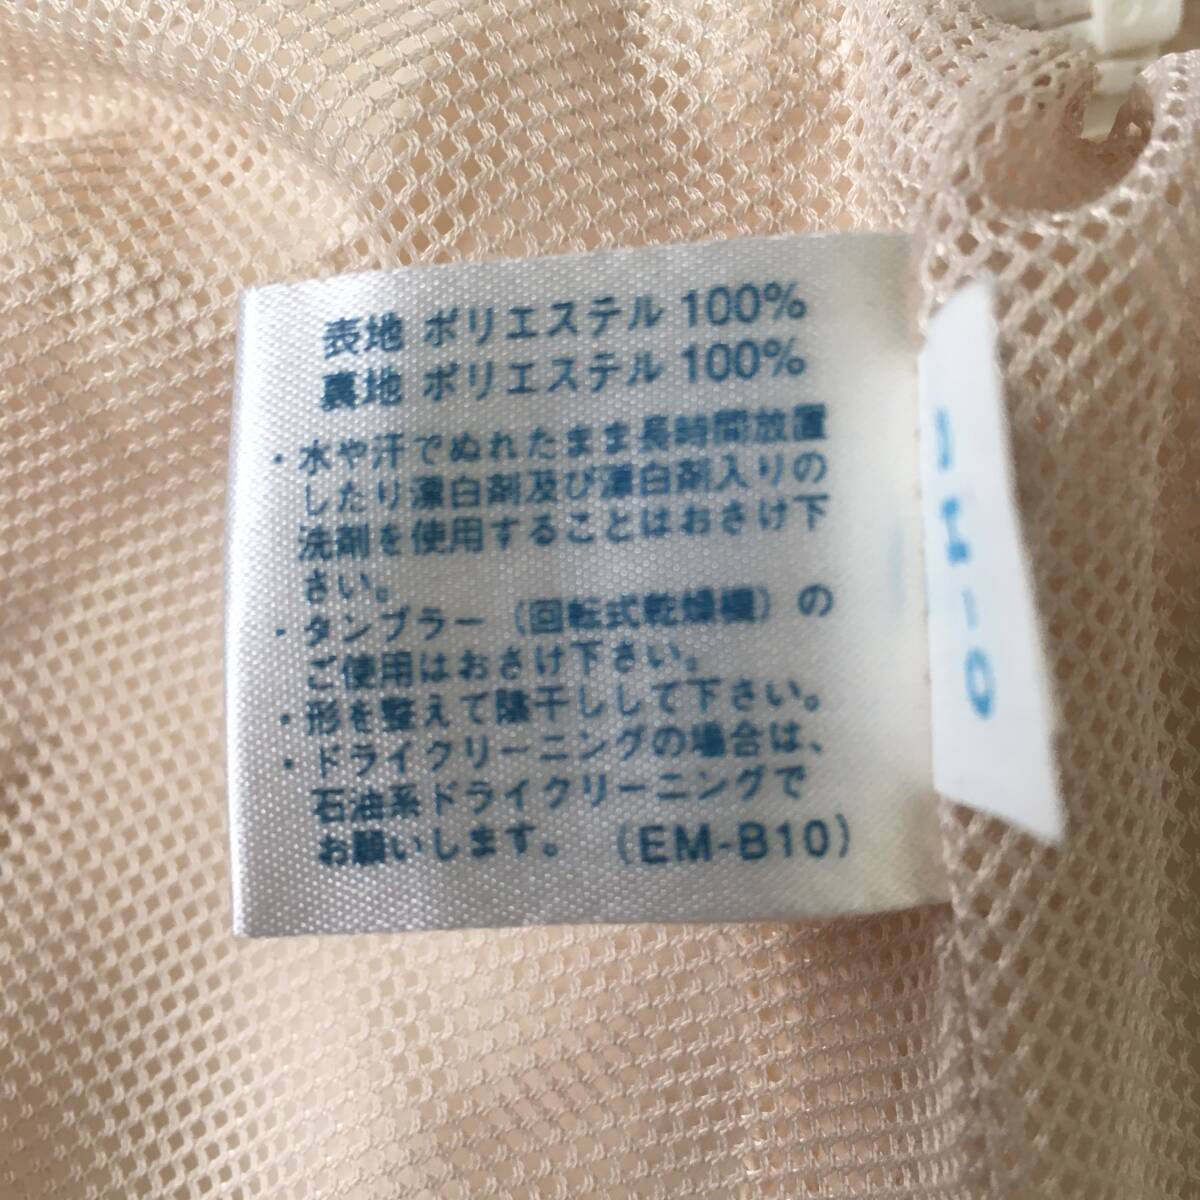 表地 ポリエステル 100%
裏地 ポリエステル 100%
・水や汗でぬれたまま長時間放置
したり漂白剤及び漂白剤入りの
洗剤を使用することはおさけ下
さい。
・タンブラー（回転式乾燥機）の
ご使用はおさけ下さい。
・形を整えて陰干しして下さい。
・ドライクリーニングの場合は、
石油系ドライクリーニングで
お願いします。（EM-B10）